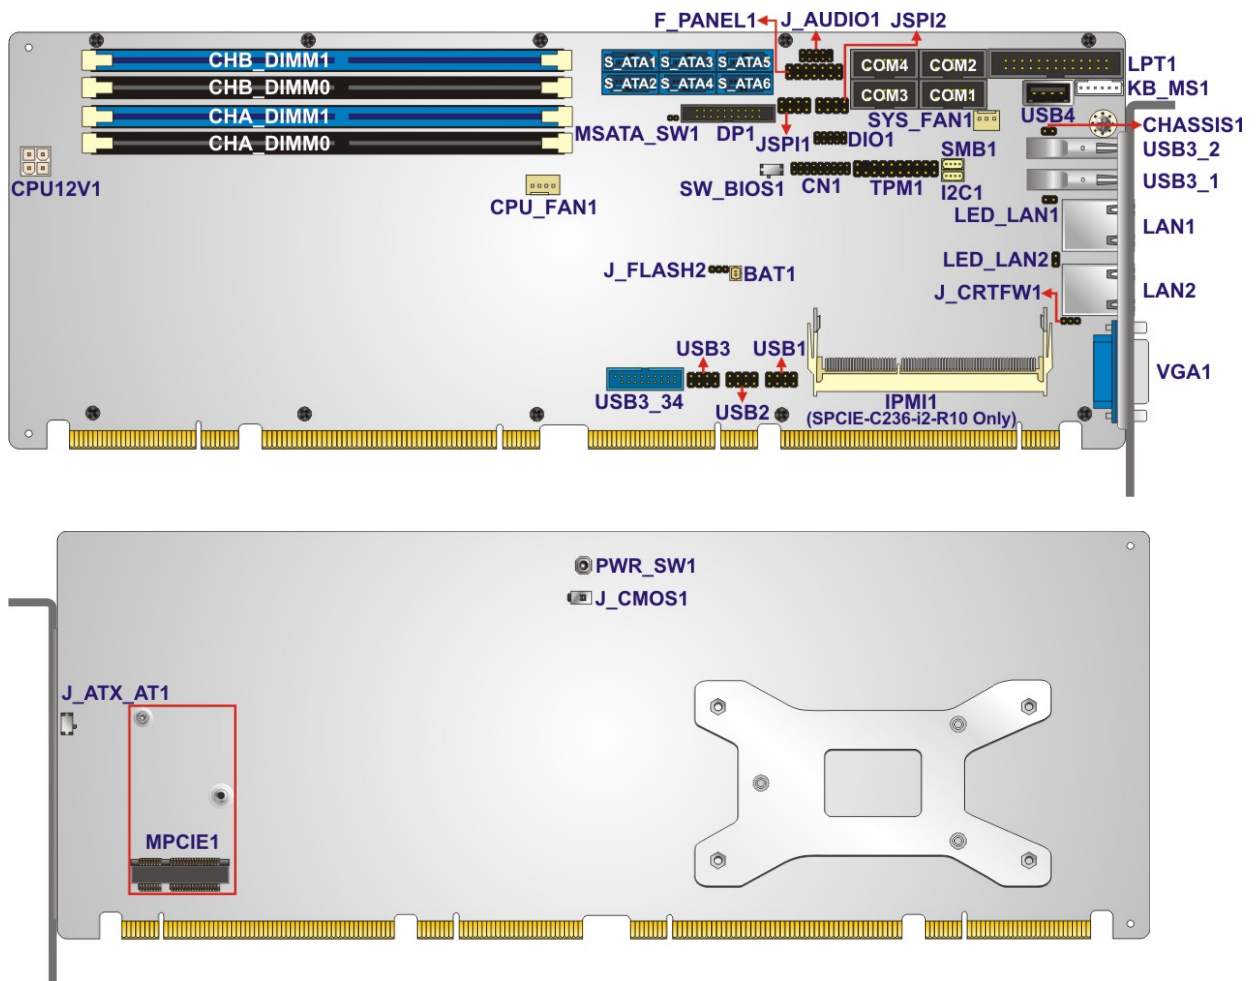 F_PANEL1
J_AUDIO1
JSPI2
CHB_DIMM1
CHB_DIMM0
CHA_DIMM1
CHA_DIMM0
S_ATA1
S_ATA3
S_ATA5
S_ATA2
S_ATA4
S_ATA6
COM4
COM2
COM3
COM1
LPT1
KB_MS1
USB4
CHASSIS1
SYS_FAN1
MSATA_SW1
DP1
JSPI1
DIO1
SMB1
USB3_2
CPU12V1
CPU_FAN1
SW_BIOS1
CN1
TPM1
I2C1
USB3_1
LED_LAN1
LAN1
J_FLASH2
BAT1
LED_LAN2
J_CRTFW1
LAN2
USB3
USB1
VGA1
USB3_34
USB2
IPMI1
(SPCIE-C236-i2-R10 Only)
PWR_SW1
J_CMOS1
J_ATX_AT1
MPCIE1